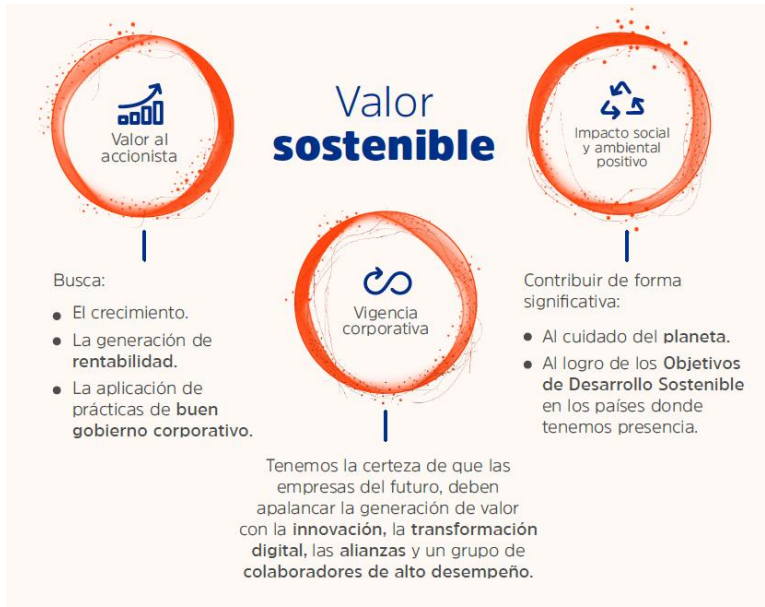 Valor
sostenible
Valor al
accionista
Busca:
El crecimiento.
La generación de
rentabilidad.
La aplicación de
prácticas de buen
gobierno corporativo.
Vigencia
corporativa
Tenemos la certeza de que las
empresas del futuro, deben
apalancar la generación de valor
con la innovación, la transformación
digital, las alianzas y un grupo de
colaboradores de alto desempeño.
Impacto social
y ambiental
positivo
Contribuir de forma
significativa:
Al cuidado del planeta.
Al logro de los Objetivos
de Desarrollo Sostenible
en los países donde
tenemos presencia.